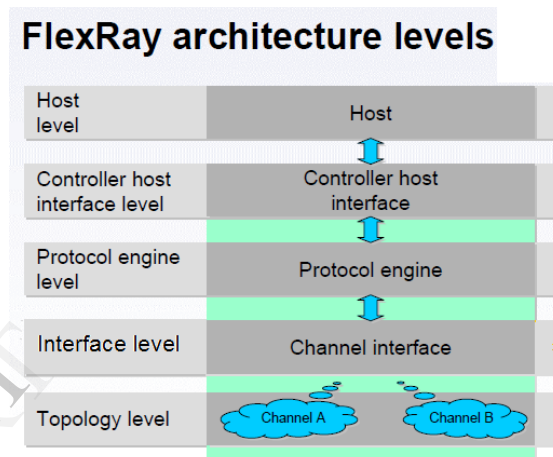 FlexRay architecture levels
Host
level
Host
Controller host
interface level
Controller host
interface
Protocol engine
level
Protocol engine
Interface level
Channel interface
Topology level
Channel A
Channel B